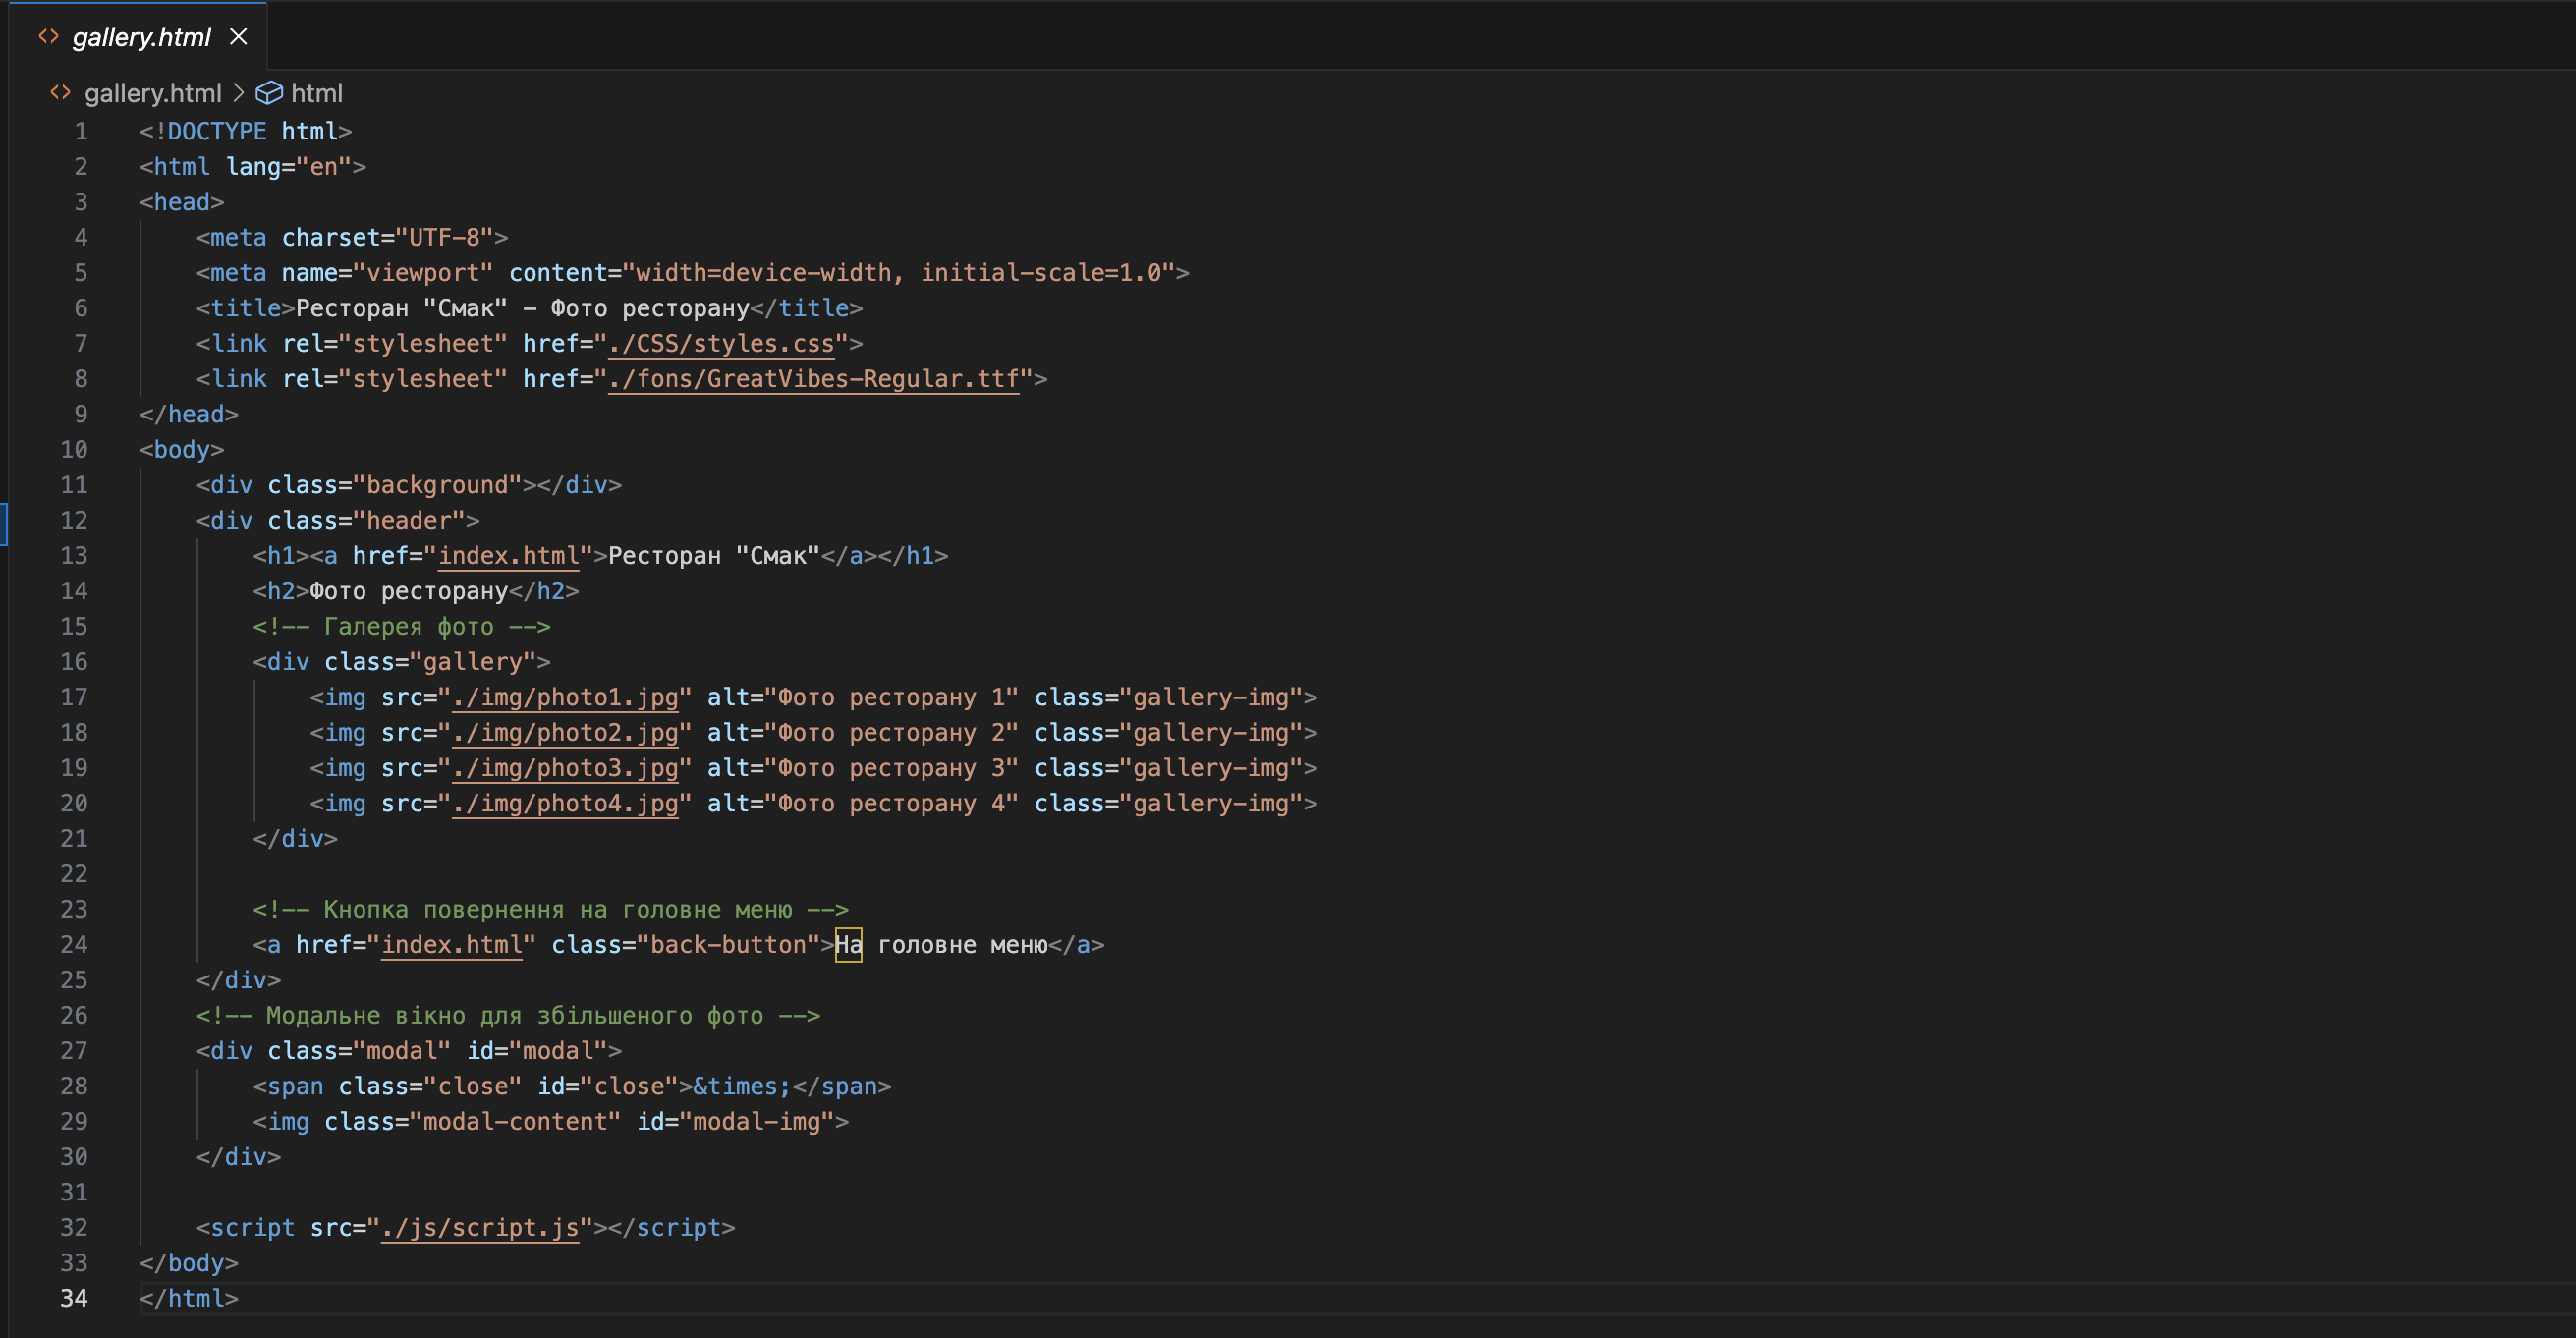 gallery.html
gallery.html > html
1 <!DOCTYPE html>
2 <html lang="en">
3 <head>
4     <meta charset="UTF-8">
5     <meta name="viewport" content="width=device-width, initial-scale=1.0">
6     <title>Ресторан "Смак" - Фото ресторану</title>
7     <link rel="stylesheet" href="./CSS/styles.css">
8     <link rel="stylesheet" href="./fons/GreatVibes-Regular.ttf">
9 </head>
10 <body>
11     <div class="background"></div>
12     <div class="header">
13         <h1><a href="index.html">Ресторан "Смак"</a></h1>
14         <h2>Фото ресторану</h2>
15         <!-- Галерея фото -->
16         <div class="gallery">
17             <img src="./img/photo1.jpg" alt="Фото ресторану 1" class="gallery-img">
18             <img src="./img/photo2.jpg" alt="Фото ресторану 2" class="gallery-img">
19             <img src="./img/photo3.jpg" alt="Фото ресторану 3" class="gallery-img">
20             <img src="./img/photo4.jpg" alt="Фото ресторану 4" class="gallery-img">
21         </div>
22
23         <!-- Кнопка повернення на головне меню -->
24         <a href="index.html" class="back-button">На головне меню</a>
25     </div>
26     <!-- Модальне вікно для збільшеного фото -->
27     <div class="modal" id="modal">
28         <span class="close" id="close">&times;</span>
29         <img class="modal-content" id="modal-img">
30     </div>
31
32     <script src="./js/script.js"></script>
33 </body>
34 </html>